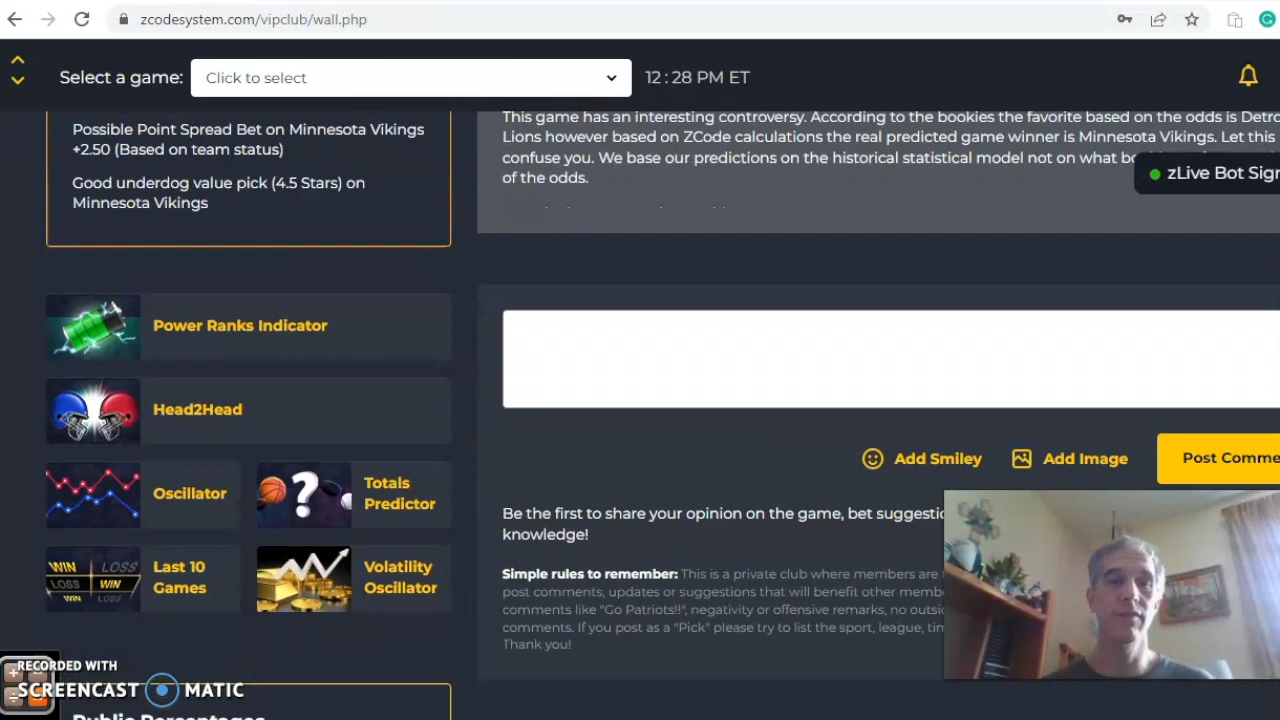 zcodesystem.com/vipclub/wall.php
Select a game:
Click to select
12:28 PM ET
Possible Point Spread Bet on Minnesota Vikings
+2.50 (Based on team status)
Good underdog value pick (4.5 Stars) on
Minnesota Vikings
This game has an interesting controversy. According to the bookies the favorite based on the odds is
Lions however based on ZCode calculations the real predicted game winner is Minnesota Vikings. Let this
confuse you. We base our predictions on the historical statistical model not on what
of the odds.
zLive Bot
Power Ranks Indicator
Head2Head
Oscillator
Totals
Predictor
Last 10
Games
Volatility
Oscillator
WIN LOSS
LOSS WIN
WIN LOSS
Add Smiley
Add Image
Post
Be the first to share your opinion on the game, bet
knowledge!
Simple rules to remember: This is a private club where members are
post comments, updates or suggestions that will benefit other
comments like "Go Patriots!!", negativity or offensive remarks, no
comments. If you post as a "Pick" please try to list the sport, league,
Thank you!
RECORDED WITH
SCREENCAST MATIC
Public Percentages